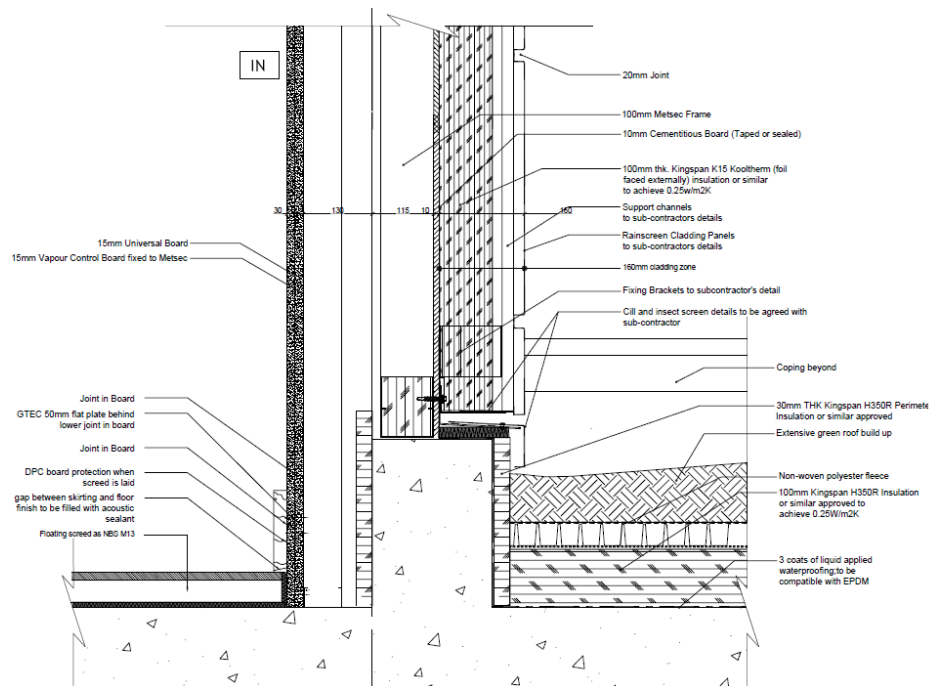 IN
20mm Joint
100mm Metsec Frame
10mm Cementitious Board (Taped or sealed)
100mm thk. Kingspan K15 Kooltherm (foil
faced externally) insulation or similar
to achieve 0.25w/m2K
Support channels
to sub-contractors details
30
130
115
10
160
Rainscreen Cladding Panels
to sub-contractors details
15mm Universal Board
15mm Vapour Control Board fixed to Metsec
160mm cladding zone
Fixing Brackets to subcontractor's detail
Cill and insect screen details to be agreed with
sub-contractor
Coping beyond
Joint in Board
GTEC 50mm flat plate behind
lower joint in board
Joint in Board
DPC board protection when
screed is laid
gap between skirting and floor
finish to be filled with acoustic
sealant
Floating screed as NBS M13
30mm THK Kingspan H350R Perimete
Insulation or similar approved
Extensive green roof build up
Non-woven polyester fleece
100mm Kingspan H350R Insulation
or similar approved to
achieve 0.25W/m2K
3 coats of liquid applied
waterproofing;to be
compatible with EPDM